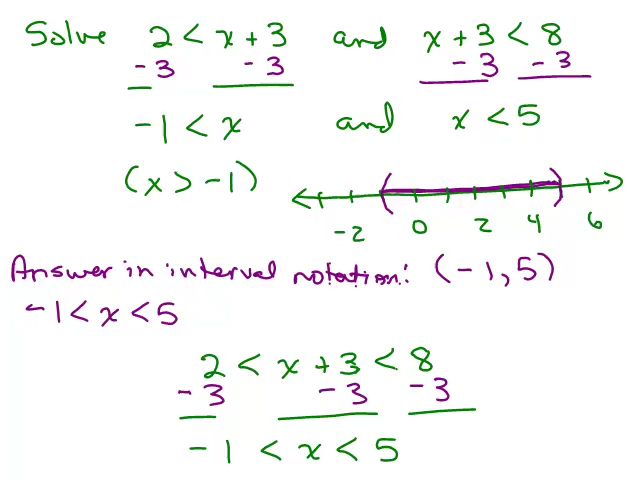 Solve 2 < x + 3 and x + 3 < 8
- 3 - 3 - 3 - 3
-1 < x and x < 5
(x > -1)
-2 0 2 4 6
Answer in interval notation: (-1, 5)
-1 < x < 5
2 < x + 3 < 8
- 3 - 3 - 3
-1 < x < 5